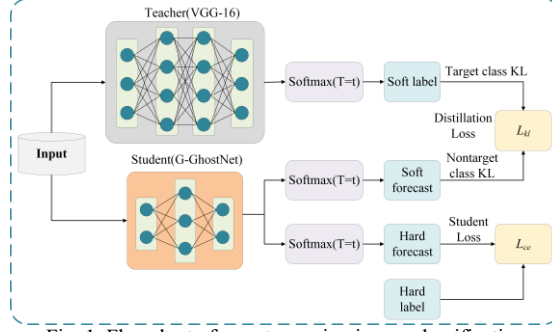 Teacher(VGG-16)
Softmax(T=t)
Soft label
Target class KL
Distillation
Loss
L_kl
Input
Student(G-GhostNet)
Softmax(T=t)
Soft
forecast
Nontarget
class KL
Softmax(T=t)
Hard
forecast
Student
Loss
L_ce
Hard
label